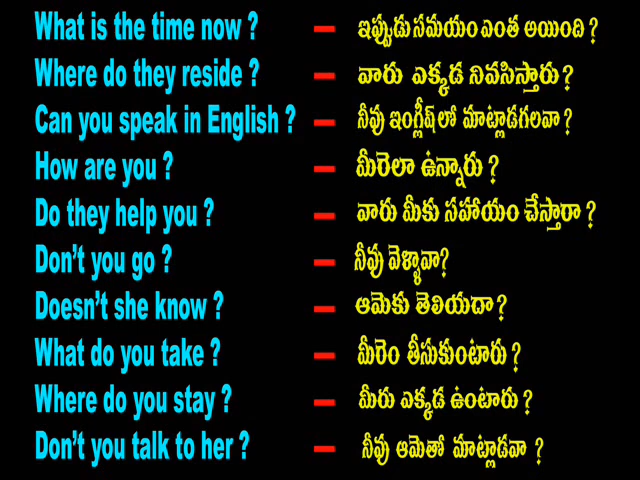 What is the time now ? – ఇప్పుడు సమయం ఎంత అయింది ?
Where do they reside ? – వారు ఎక్కడ నివసిస్తారు ?
Can you speak in English ? – నీవు ఇంగ్లీష్ లో మాట్లాడగలవా ?
How are you ? – మీరెలా ఉన్నారు ?
Do they help you ? – వారు మీకు సహాయం చేస్తారా ?
Don't you go ? – నీవు వెళ్ళావా?
Doesn't she know ? – ఆమెకు తెలియదా ?
What do you take ? – మీరెం తీసుకుంటారు ?
Where do you stay ? – మీరు ఎక్కడ ఉంటారు ?
Don't you talk to her ? – నీవు ఆమెతో మాట్లాడవా ?